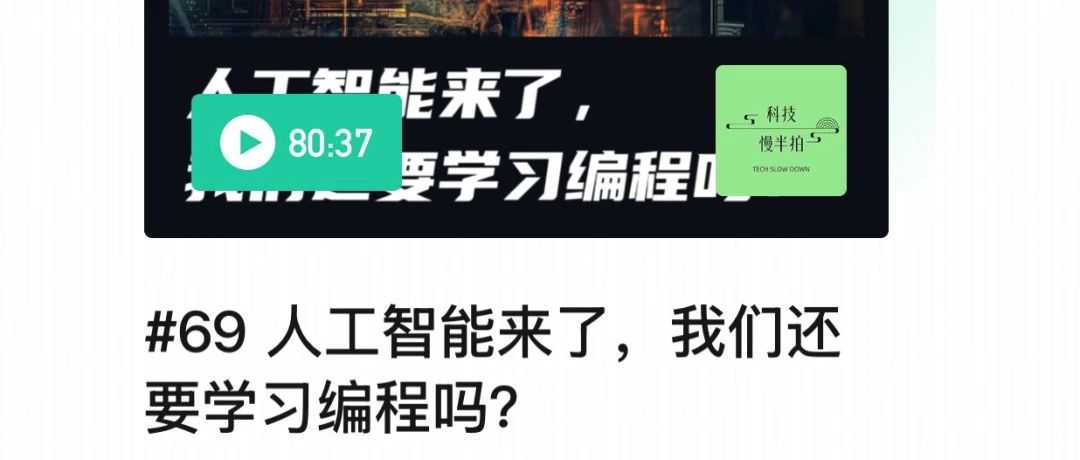 人工智能来了，
80:37
要学习编程吗
科技
慢半拍
TECH SLOW DOWN
#69 人工智能来了，我们还
要学习编程吗？